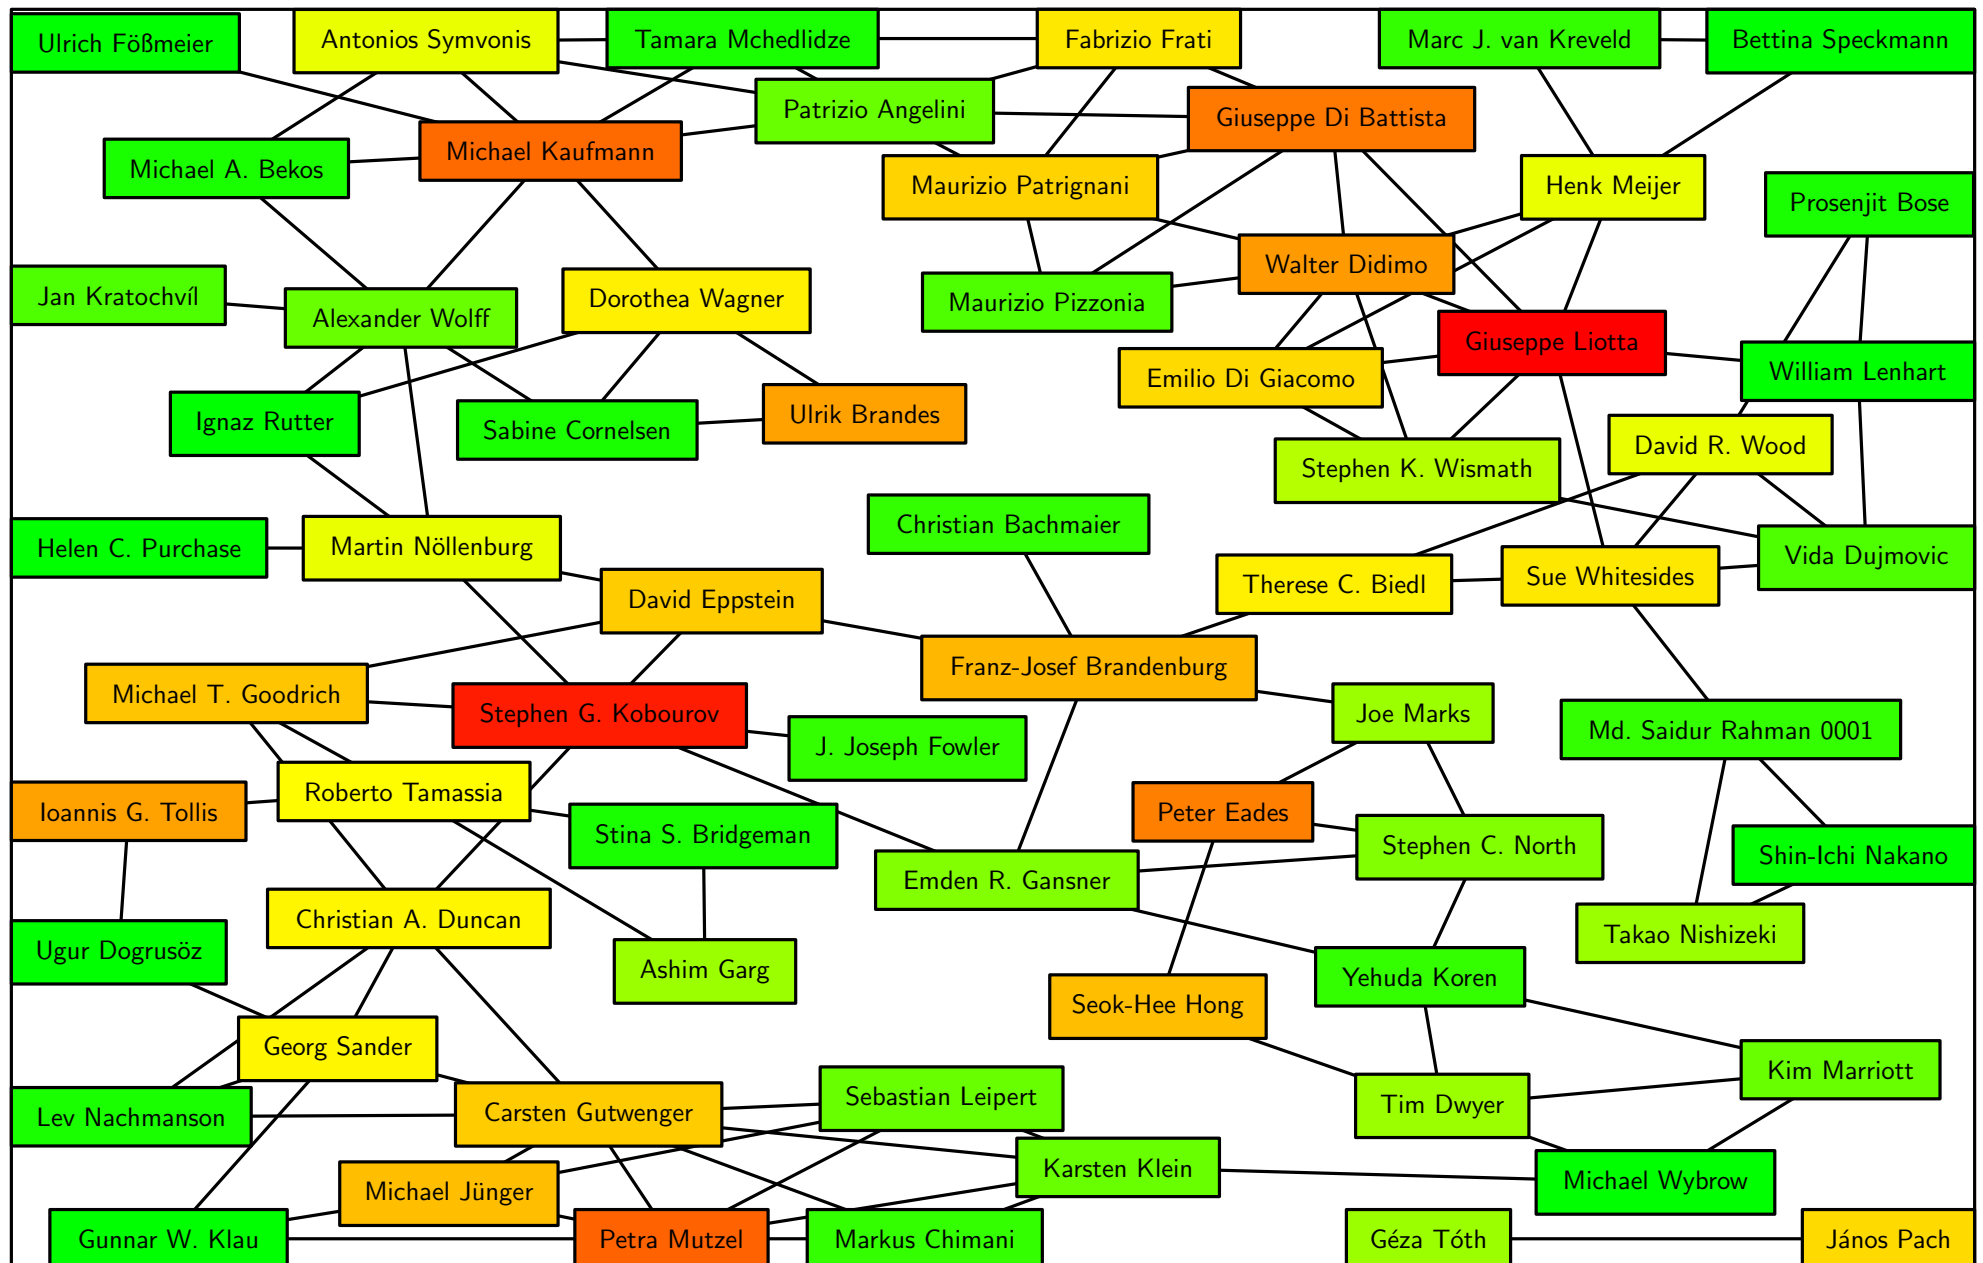 Ulrich Fößmeier
Antonios Symvonis
Tamara Mchedlidze
Fabrizio Frati
Marc J. van Kreveld
Bettina Speckmann
Patrizio Angelini
Giuseppe Di Battista
Michael Kaufmann
Michael A. Bekos
Maurizio Patrignani
Henk Meijer
Prosenjit Bose
Walter Didimo
Jan Kratochvíl
Dorothea Wagner
Maurizio Pizzonia
Alexander Wolff
Giuseppe Liotta
William Lenhart
Emilio Di Giacomo
Ulrik Brandes
Ignaz Rutter
Sabine Cornelsen
David R. Wood
Stephen K. Wismath
Christian Bachmaier
Helen C. Purchase
Martin Nöllenburg
Vida Dujmovic
Sue Whitesides
Therese C. Biedl
David Eppstein
Franz-Josef Brandenburg
Michael T. Goodrich
Stephen G. Kobourov
Joe Marks
Md. Saidur Rahman 0001
J. Joseph Fowler
Roberto Tamassia
Ioannis G. Tollis
Peter Eades
Stina S. Bridgeman
Stephen C. North
Shin-Ichi Nakano
Emden R. Gansner
Christian A. Duncan
Takao Nishizeki
Ugur Dogrusöz
Ashim Garg
Yehuda Koren
Seok-Hee Hong
Georg Sander
Kim Marriott
Sebastian Leipert
Tim Dwyer
Carsten Gutwenger
Lev Nachmanson
Karsten Klein
Michael Wybrow
Michael Jünger
Gunnar W. Klau
Petra Mutzel
Markus Chimani
Géza Tóth
János Pach